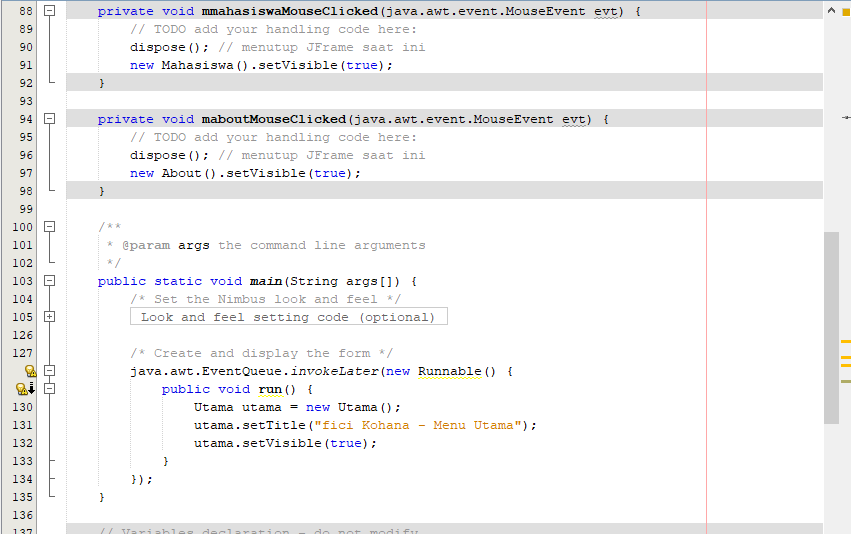 88 private void mmahasiswaMouseClicked(java.awt.event.MouseEvent evt) {
89 // TODO add your handling code here:
90 dispose(); // menutup JFrame saat ini
91 new Mahasiswa().setVisible(true);
92 }
93
94 private void maboutMouseClicked(java.awt.event.MouseEvent evt) {
95 // TODO add your handling code here:
96 dispose(); // menutup JFrame saat ini
97 new About().setVisible(true);
98 }
99
100 /**
101 * @param args the command line arguments
102 */
103 public static void main(String args[]) {
104 /* Set the Nimbus look and feel */
105 Look and feel setting code (optional)
126
127 /* Create and display the form */
java.awt.EventQueue.invokeLater(new Runnable() {
public void run() {
130 Utama utama = new Utama();
131 utama.setTitle("fici Kohana - Menu Utama");
132 utama.setVisible(true);
133 }
134 });
135 }
136
137 // Variables declaration - do not modify